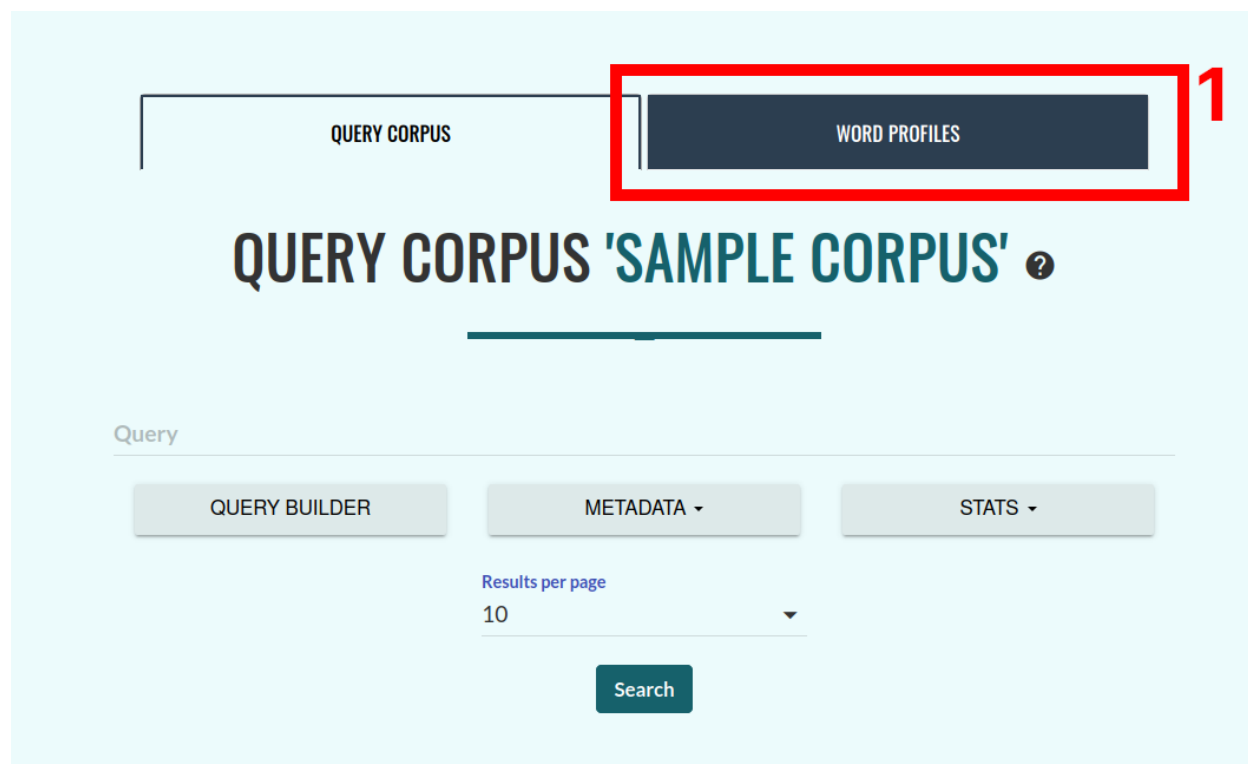 1
QUERY CORPUS WORD PROFILES
QUERY CORPUS 'SAMPLE CORPUS' ?
Query
QUERY BUILDER METADATA STATS
Results per page
10
Search